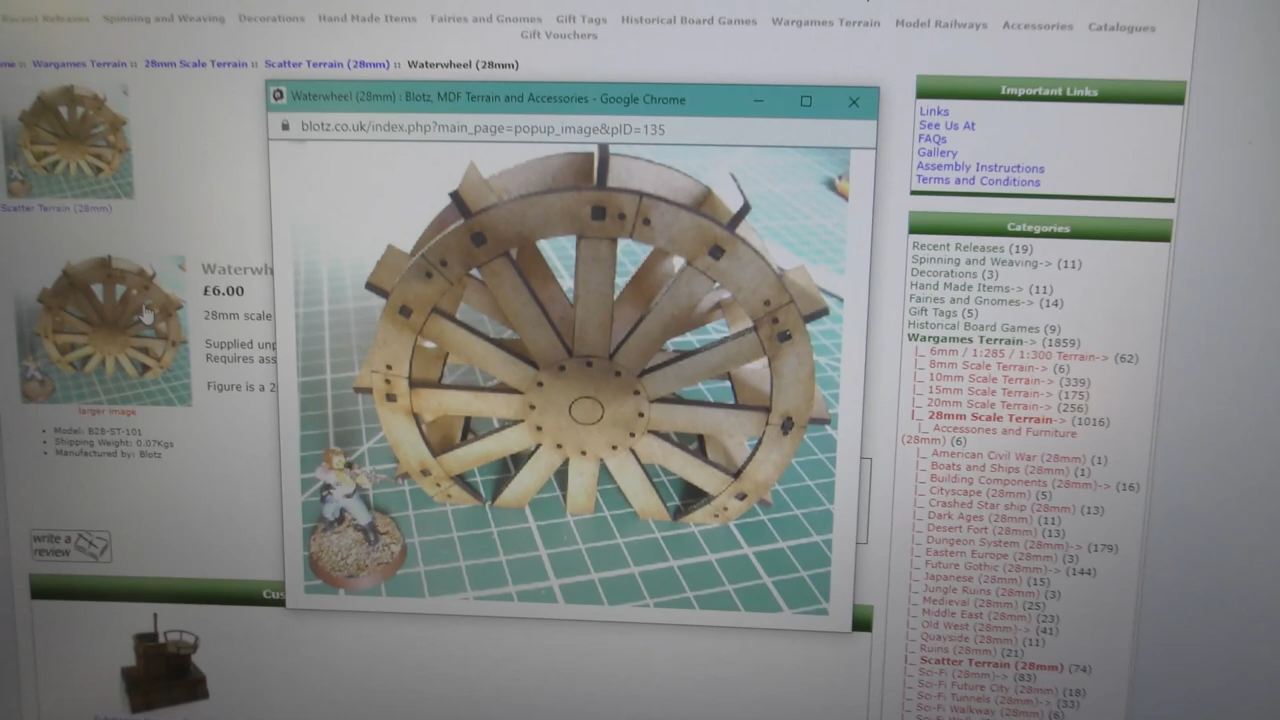 Recent Releases Spinning and Weaving Decorations Hand Made Items Fairies and Gnomes Gift Tags Historical Board Games Wargames Terrain Model Railways Accessories Catalogues
Gift Vouchers
me :: Wargames Terrain :: 28mm Scale Terrain :: Scatter Terrain (28mm) :: Waterwheel (28mm)
Scatter Terrain (28mm)
Waterwh
£6.00
28mm scale
Supplied unp
Requires ass
Figure is a 2
larger image
Model: B28-ST-101
Shipping Weight: 0.07Kgs
Manufactured by: Blotz
write a
review
Cus
Waterwheel (28mm) : Blotz, MDF Terrain and Accessories - Google Chrome
blotz.co.uk/index.php?main_page=popup_image&pID=135
Important Links
Links
See Us At
FAQs
Gallery
Assembly Instructions
Terms and Conditions
Categories
Recent Releases (19)
Spinning and Weaving-> (11)
Decorations (3)
Hand Made Items-> (11)
Fairies and Gnomes-> (14)
Gift Tags (5)
Historical Board Games (9)
Wargames Terrain-> (1859)
|_ 6mm / 1:285 / 1:300 Terrain-> (62)
|_ 8mm Scale Terrain-> (6)
|_ 10mm Scale Terrain-> (339)
|_ 15mm Scale Terrain-> (175)
|_ 20mm Scale Terrain-> (256)
|_ 28mm Scale Terrain-> (1016)
|_ Accessories and Furniture
(28mm) (6)
|_ American Civil War (28mm) (1)
|_ Boats and Ships (28mm) (1)
|_ Building Components (28mm)-> (16)
|_ Cityscape (28mm) (5)
|_ Crashed Star ship (28mm) (13)
|_ Dark Ages (28mm) (11)
|_ Desert Fort (28mm) (13)
|_ Dungeon System (28mm)-> (179)
|_ Eastern Europe (28mm) (3)
|_ Future Gothic (28mm)-> (144)
|_ Japanese (28mm) (15)
|_ Jungle Ruins (28mm) (3)
|_ Medieval (28mm) (25)
|_ Middle East (28mm) (23)
|_ Old West (28mm)-> (41)
|_ Quayside (28mm) (11)
|_ Ruins (28mm) (21)
|_ Scatter Terrain (28mm) (74)
|_ Sci-Fi (28mm)-> (83)
|_ Sci-Fi Future City (28mm) (18)
|_ Sci-Fi Tunnels (28mm)-> (33)
|_ Sci-Fi Walkway (28mm) (6)